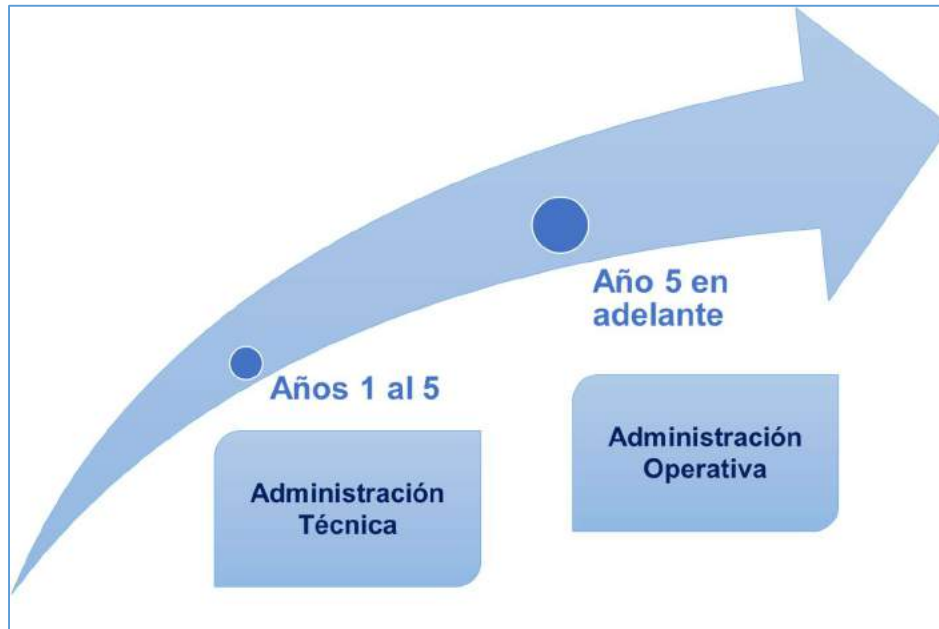 Año 5 en
adelante
Años 1 al 5
Administración
Operativa
Administración
Técnica